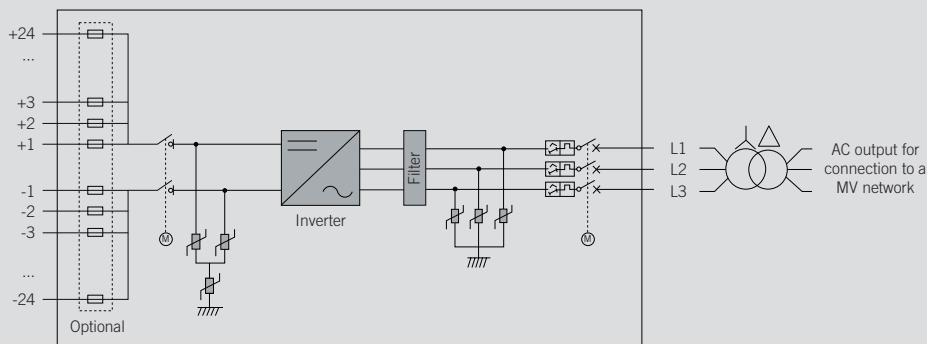 +24
...
+3
+2
+1
-1
-2
-3
...
-24
Optional
M
Inverter
Filter
M
L1
L2
L3
AC output for
connection to a
MV network